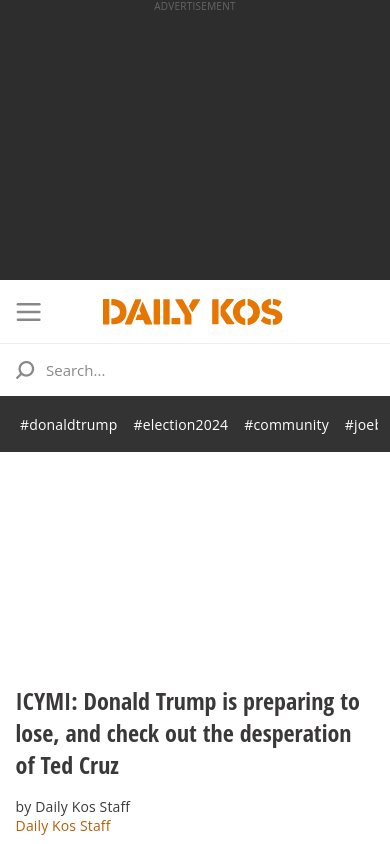 ADVERTISEMENT
DAILY KOS
Search...
#donaldtrump #election2024 #community
ICYMI: Donald Trump is preparing to
lose, and check out the desperation
of Ted Cruz
by Daily Kos Staff
Daily Kos Staff